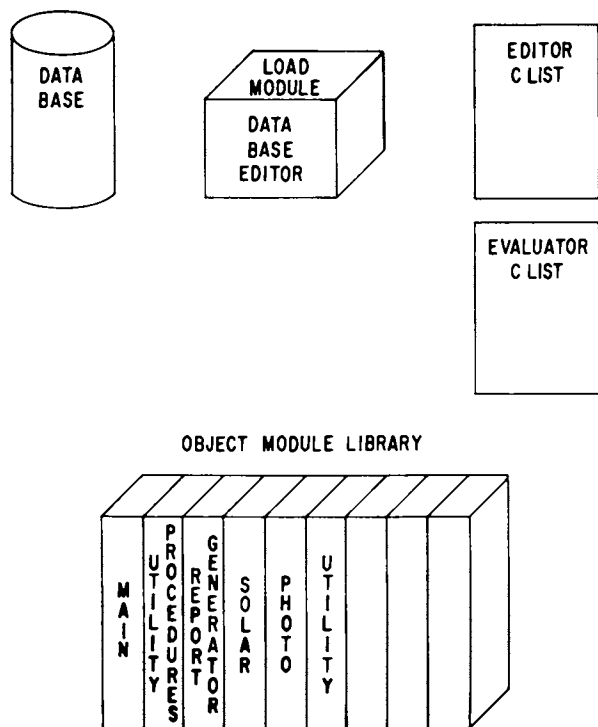 DATA
BASE
LOAD
MODULE
DATA
BASE
EDITOR
EDITOR
C LIST
EVALUATOR
C LIST
OBJECT MODULE LIBRARY
MAIN
UTILITY
PROCEDURES
REPORT
GENERATOR
SOLAR
PHOTO
UTILITY